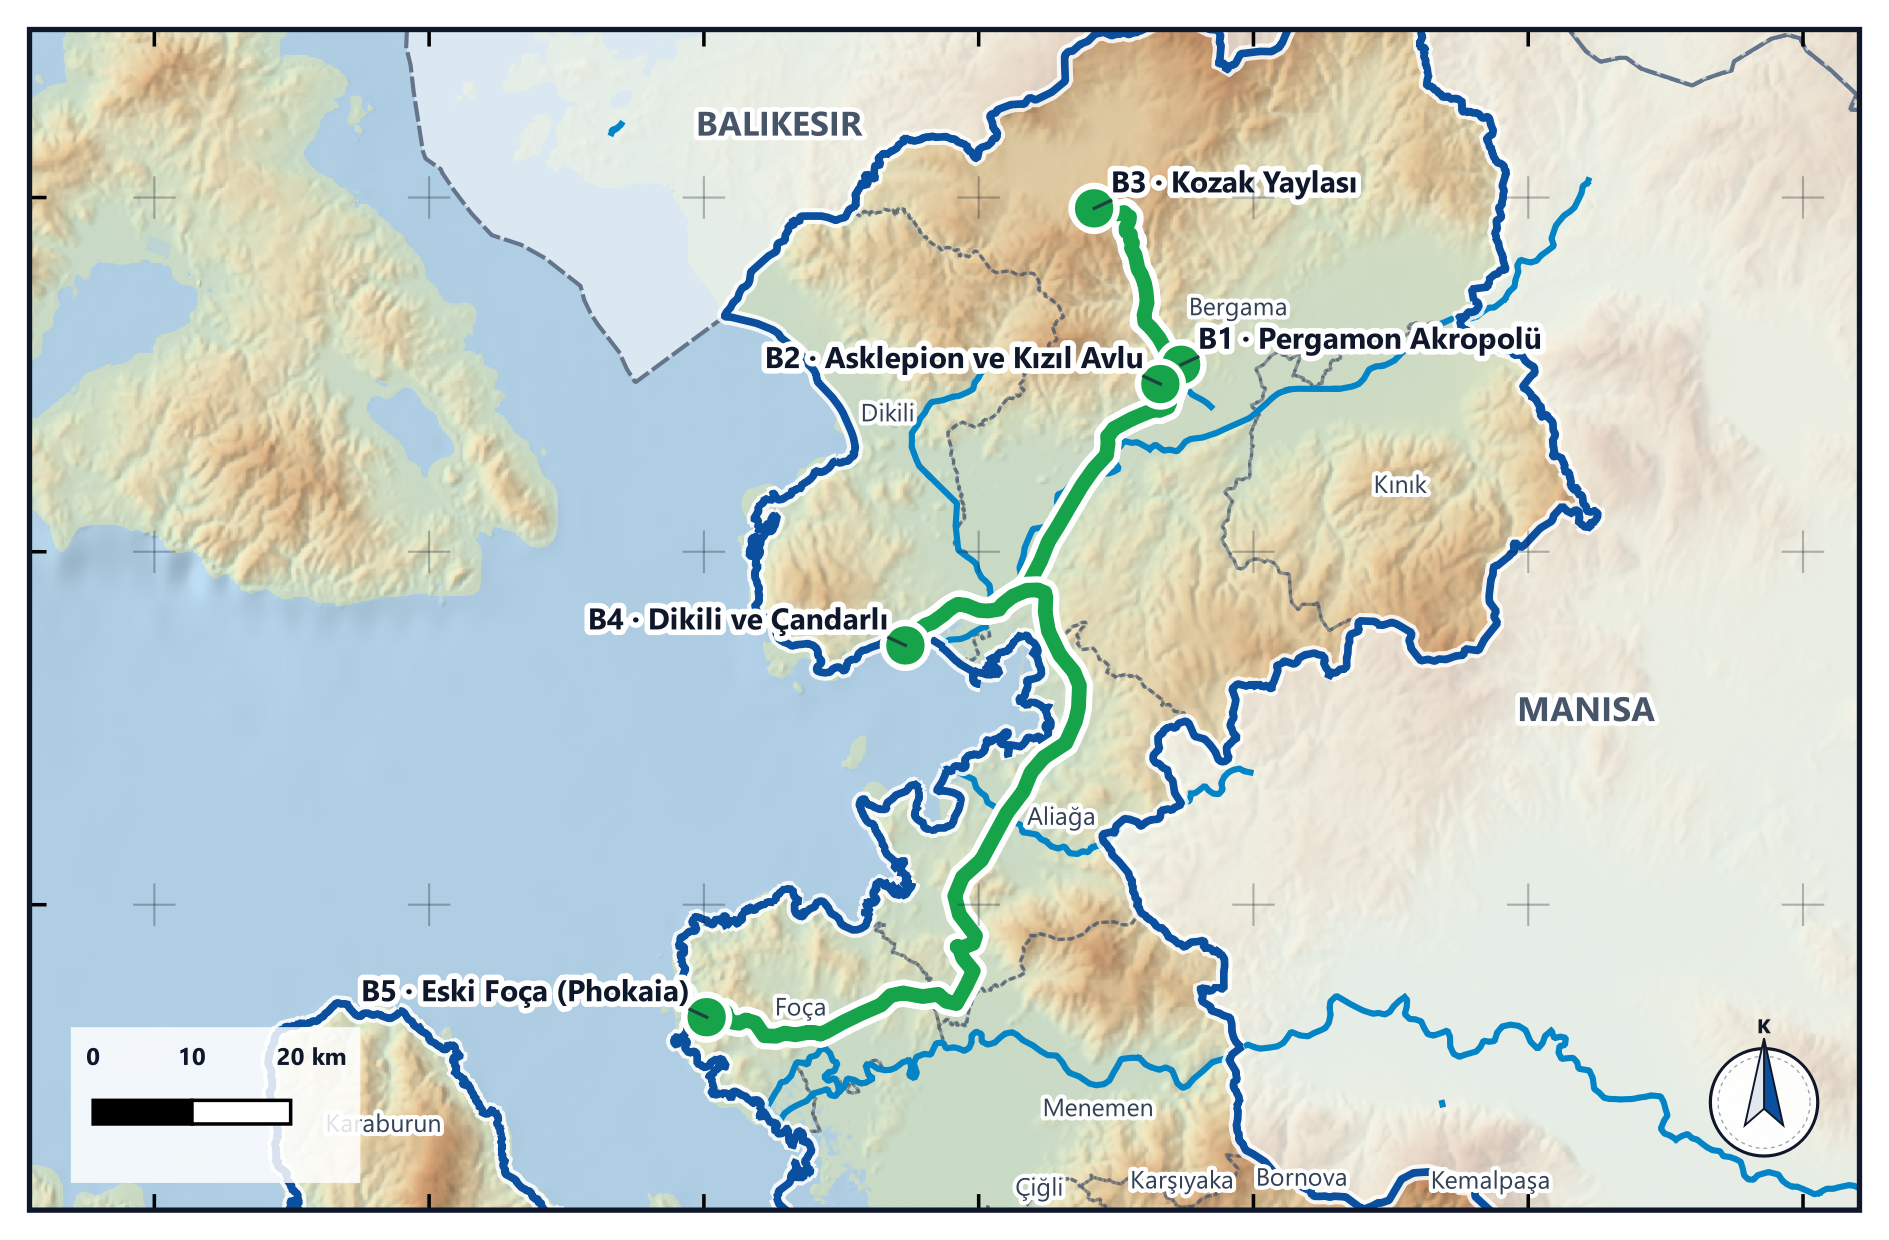 BALIKESIR
B3 · Kozak Yaylası
Bergama
B1 · Pergamon Akropolü
B2 · Asklepion ve Kızıl Avlu
Dikili
Kınık
B4 · Dikili ve Çandarlı
MANISA
Aliağa
B5 · Eski Foça (Phokaia)
Foça
K
0 10 20 km
Karaburun
Menemen
Çiğli
Karşıyaka
Bornova
Kemalpaşa